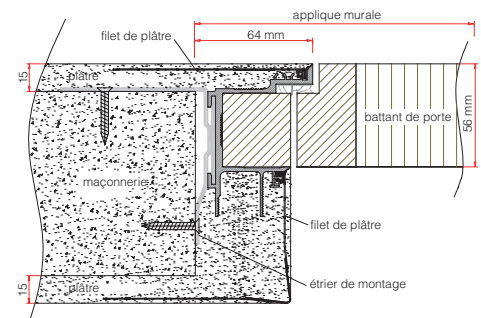 applique murale
filet de plâtre
64 mm
15
plâtre
battant de porte
56 mm
maçonnerie
filet de plâtre
étrier de montage
15
plâtre